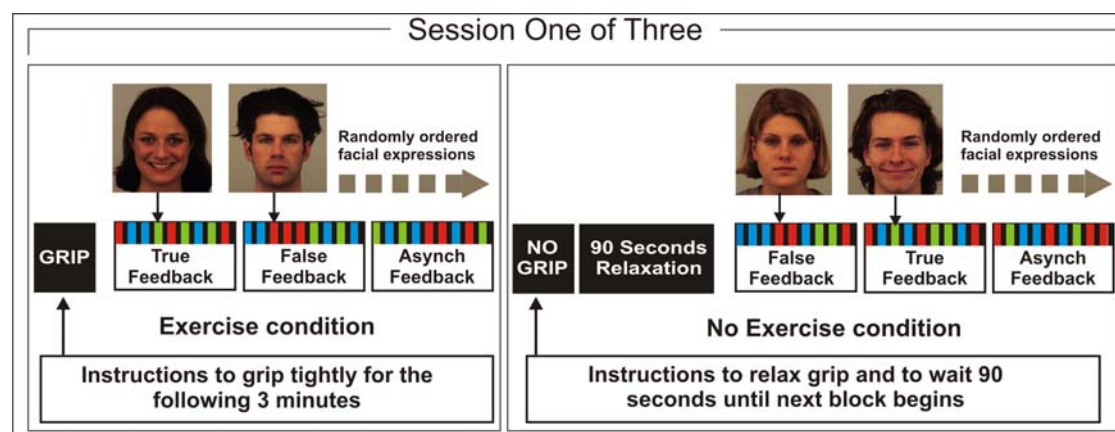 Session One of Three
Randomly ordered
facial expressions
GRIP
True
Feedback
False
Feedback
Asynch
Feedback
Exercise condition
Instructions to grip tightly for the
following 3 minutes
Randomly ordered
facial expressions
NO
GRIP
90 Seconds
Relaxation
False
Feedback
True
Feedback
Asynch
Feedback
No Exercise condition
Instructions to relax grip and to wait 90
seconds until next block begins